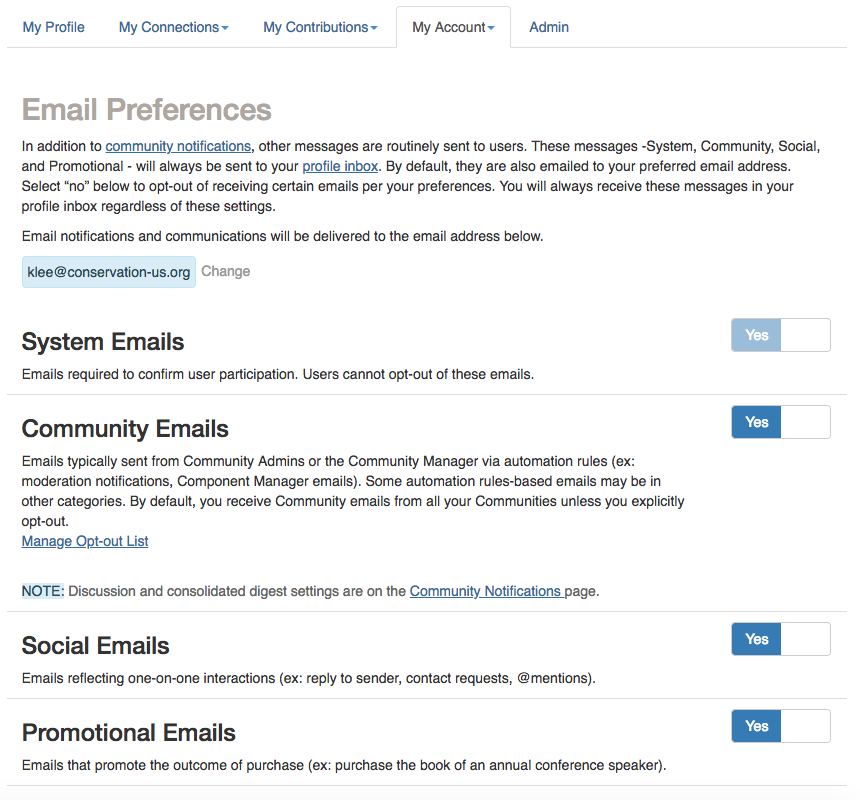 My Profile My Connections My Contributions My Account Admin
Email Preferences
In addition to community notifications, other messages are routinely sent to users. These messages -System, Community, Social,
and Promotional - will always be sent to your profile inbox. By default, they are also emailed to your preferred email address.
Select “no” below to opt-out of receiving certain emails per your preferences. You will always receive these messages in your
profile inbox regardless of these settings.
Email notifications and communications will be delivered to the email address below.
klee@conservation-us.org Change
System Emails Yes
Emails required to confirm user participation. Users cannot opt-out of these emails.
Community Emails Yes
Emails typically sent from Community Admins or the Community Manager via automation rules (ex:
moderation notifications, Component Manager emails). Some automation rules-based emails may be in
other categories. By default, you receive Community emails from all your Communities unless you explicitly
opt-out.
Manage Opt-out List
NOTE: Discussion and consolidated digest settings are on the Community Notifications page.
Social Emails Yes
Emails reflecting one-on-one interactions (ex: reply to sender, contact requests, @mentions).
Promotional Emails Yes
Emails that promote the outcome of purchase (ex: purchase the book of an annual conference speaker).